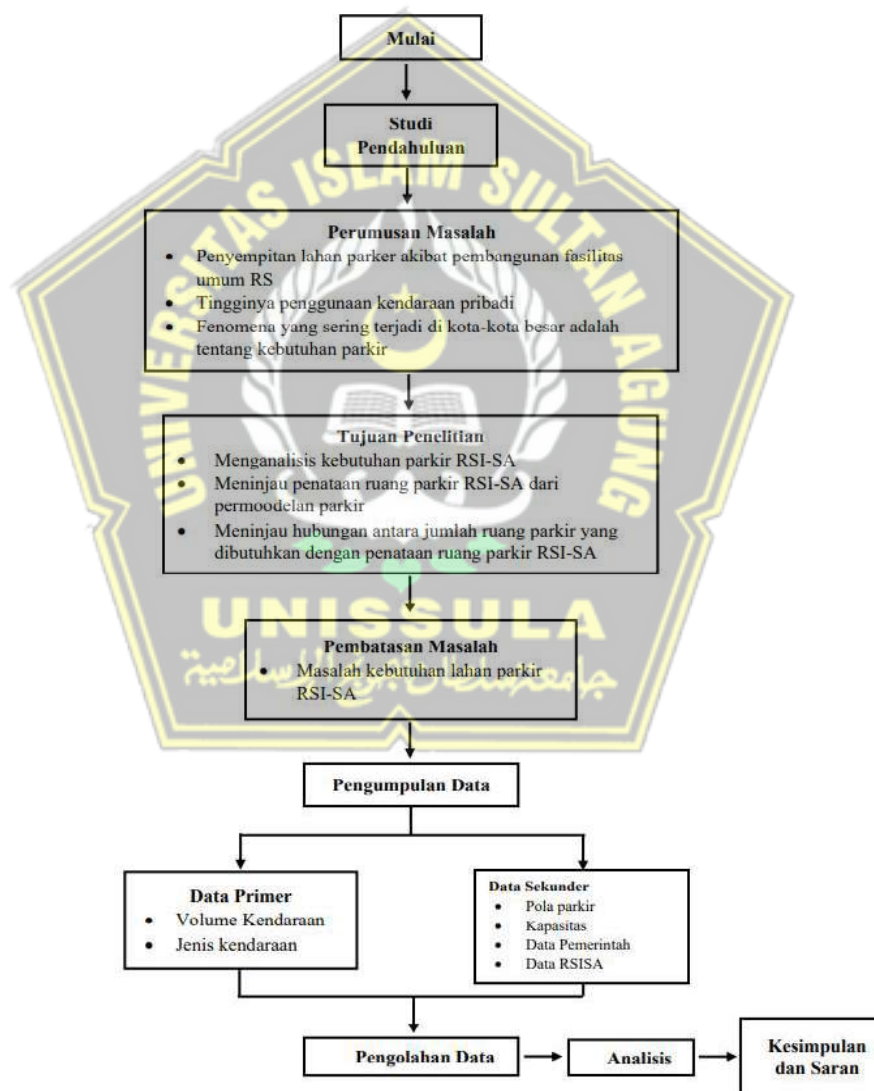 Mulai
Studi
Pendahuluan
UNIVERSITAS ISLAM SULTAN AGUNG
Perumusan Masalah
• Penyempitan lahan parker akibat pembangunan fasilitas
umum RS
• Tingginya penggunaan kendaraan pribadi
• Fenomena yang sering terjadi di kota-kota besar adalah
tentang kebutuhan parkir
Tujuan Penelitian
• Menganalisis kebutuhan parkir RSI-SA
• Meninjau penataan ruang parkir RSI-SA dari
permoodelan parkir
• Meninjau hubungan antara jumlah ruang parkir yang
dibutuhkan dengan penataan ruang parkir RSI-SA
UNISSULA
Pembatasan Masalah
• Masalah kebutuhan lahan parkir
RSI-SA
Pengumpulan Data
Data Primer
• Volume Kendaraan
• Jenis kendaraan
Data Sekunder
• Pola parkir
• Kapasitas
• Data Pemerintah
• Data RSISA
Pengolahan Data
Analisis
Kesimpulan
dan Saran